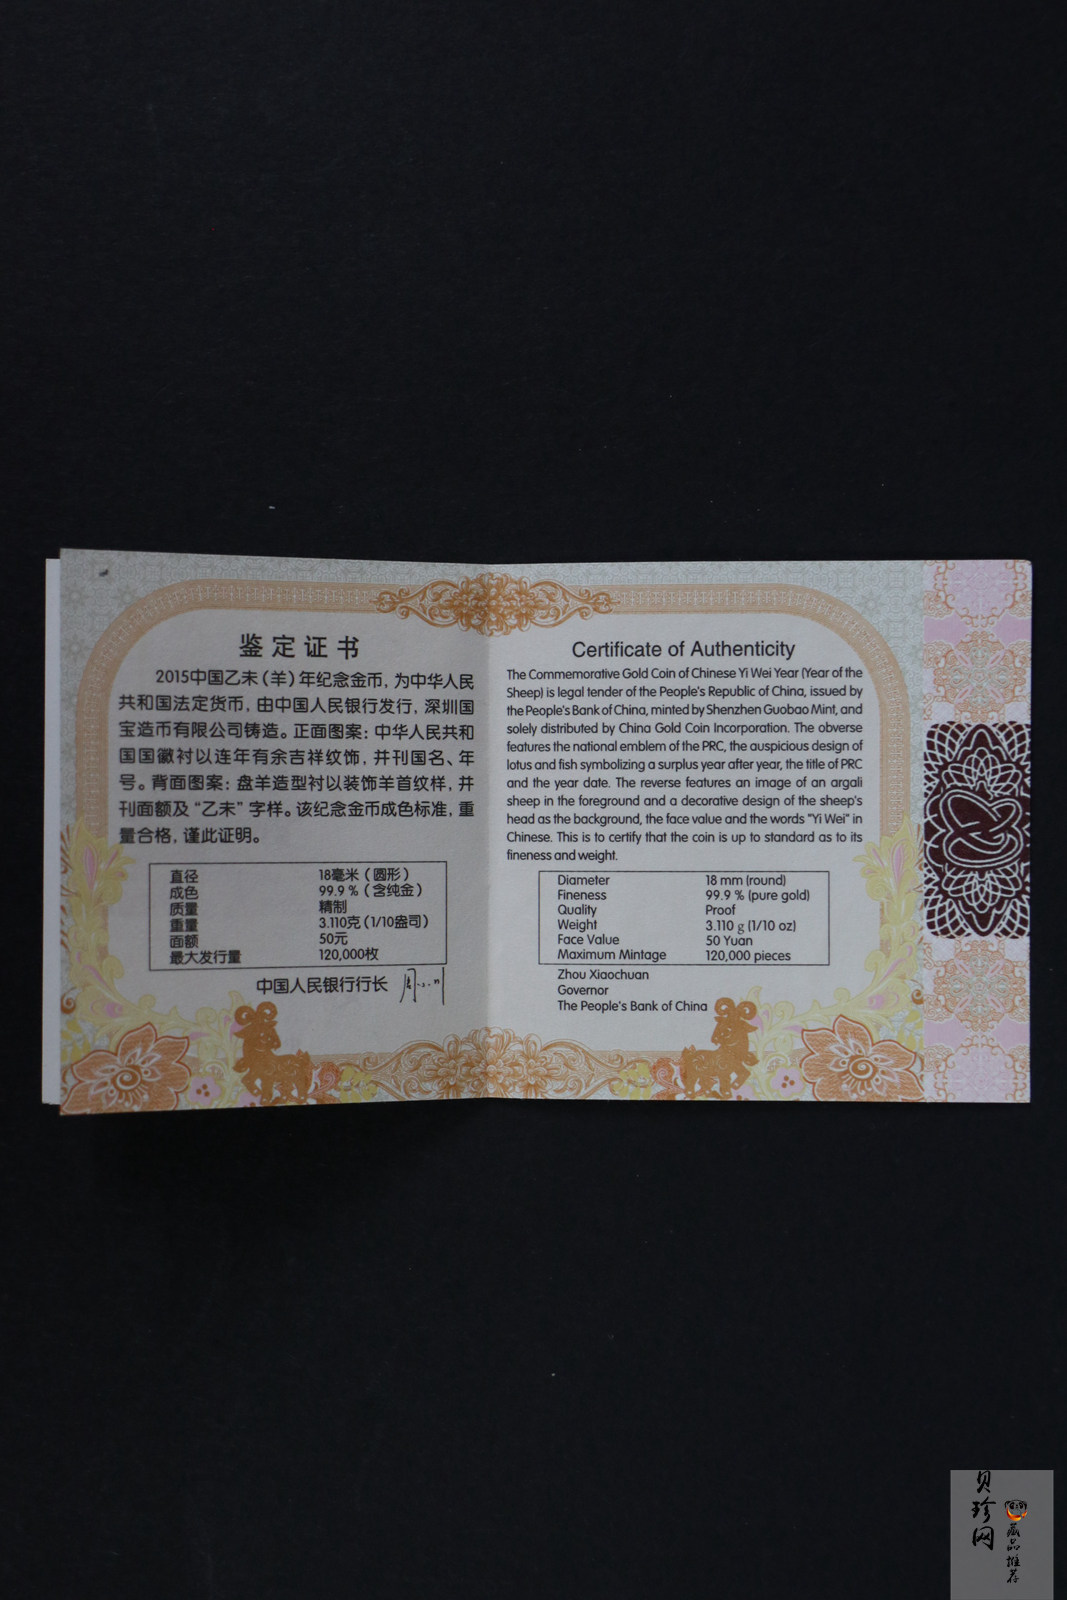 鉴定证书
2015中国乙未（羊）年纪念金币，为中华人民
共和国法定货币，由中国人民银行发行，深圳国
宝造币有限公司铸造。正面图案：中华人民共和
国国徽衬以连年有余吉祥纹饰，并刊国名、年
号。背面图案：盘羊造型衬以装饰羊首纹样，并
刊面额及“乙未”字样。该纪念金币成色标准，重
量合格，谨此证明。
直径 18毫米（圆形）
成色 99.9％（含纯金）
质量 精制
重量 3.110克（1/10盎司）
面额 50元
最大发行量 120,000枚
中国人民银行行长
Certificate of Authenticity
The Commemorative Gold Coin of Chinese Yi Wei Year (Year of the
Sheep) is legal tender of the People's Republic of China, issued by
the People's Bank of China, minted by Shenzhen Guobao Mint, and
solely distributed by China Gold Coin Incorporation. The obverse
features the national emblem of the PRC, the auspicious design of
lotus and fish symbolizing a surplus year after year, the title of PRC
and the year date. The reverse features an image of an argali
sheep in the foreground and a decorative design of the sheep's
head as the background, the face value and the words "Yi Wei" in
Chinese. This is to certify that the coin is up to standard as to its
fineness and weight.
Diameter 18 mm (round)
Fineness 99.9 % (pure gold)
Quality Proof
Weight 3.110 g (1/10 oz)
Face Value 50 Yuan
Maximum Mintage 120,000 pieces
Zhou Xiaochuan
Governor
The People's Bank of China
贝珍网
藏品推荐